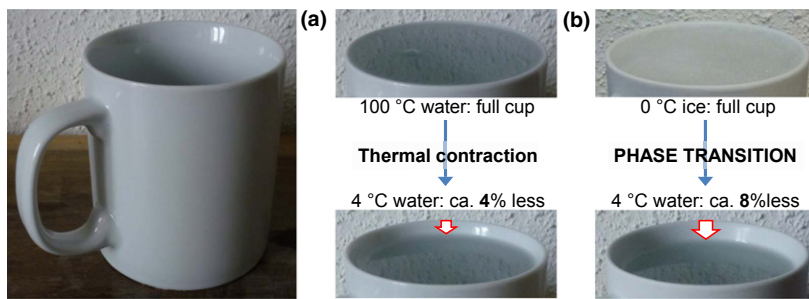 (a)
100 °C water: full cup
Thermal contraction
4 °C water: ca. 4% less
(b)
0 °C ice: full cup
PHASE TRANSITION
4 °C water: ca. 8%less